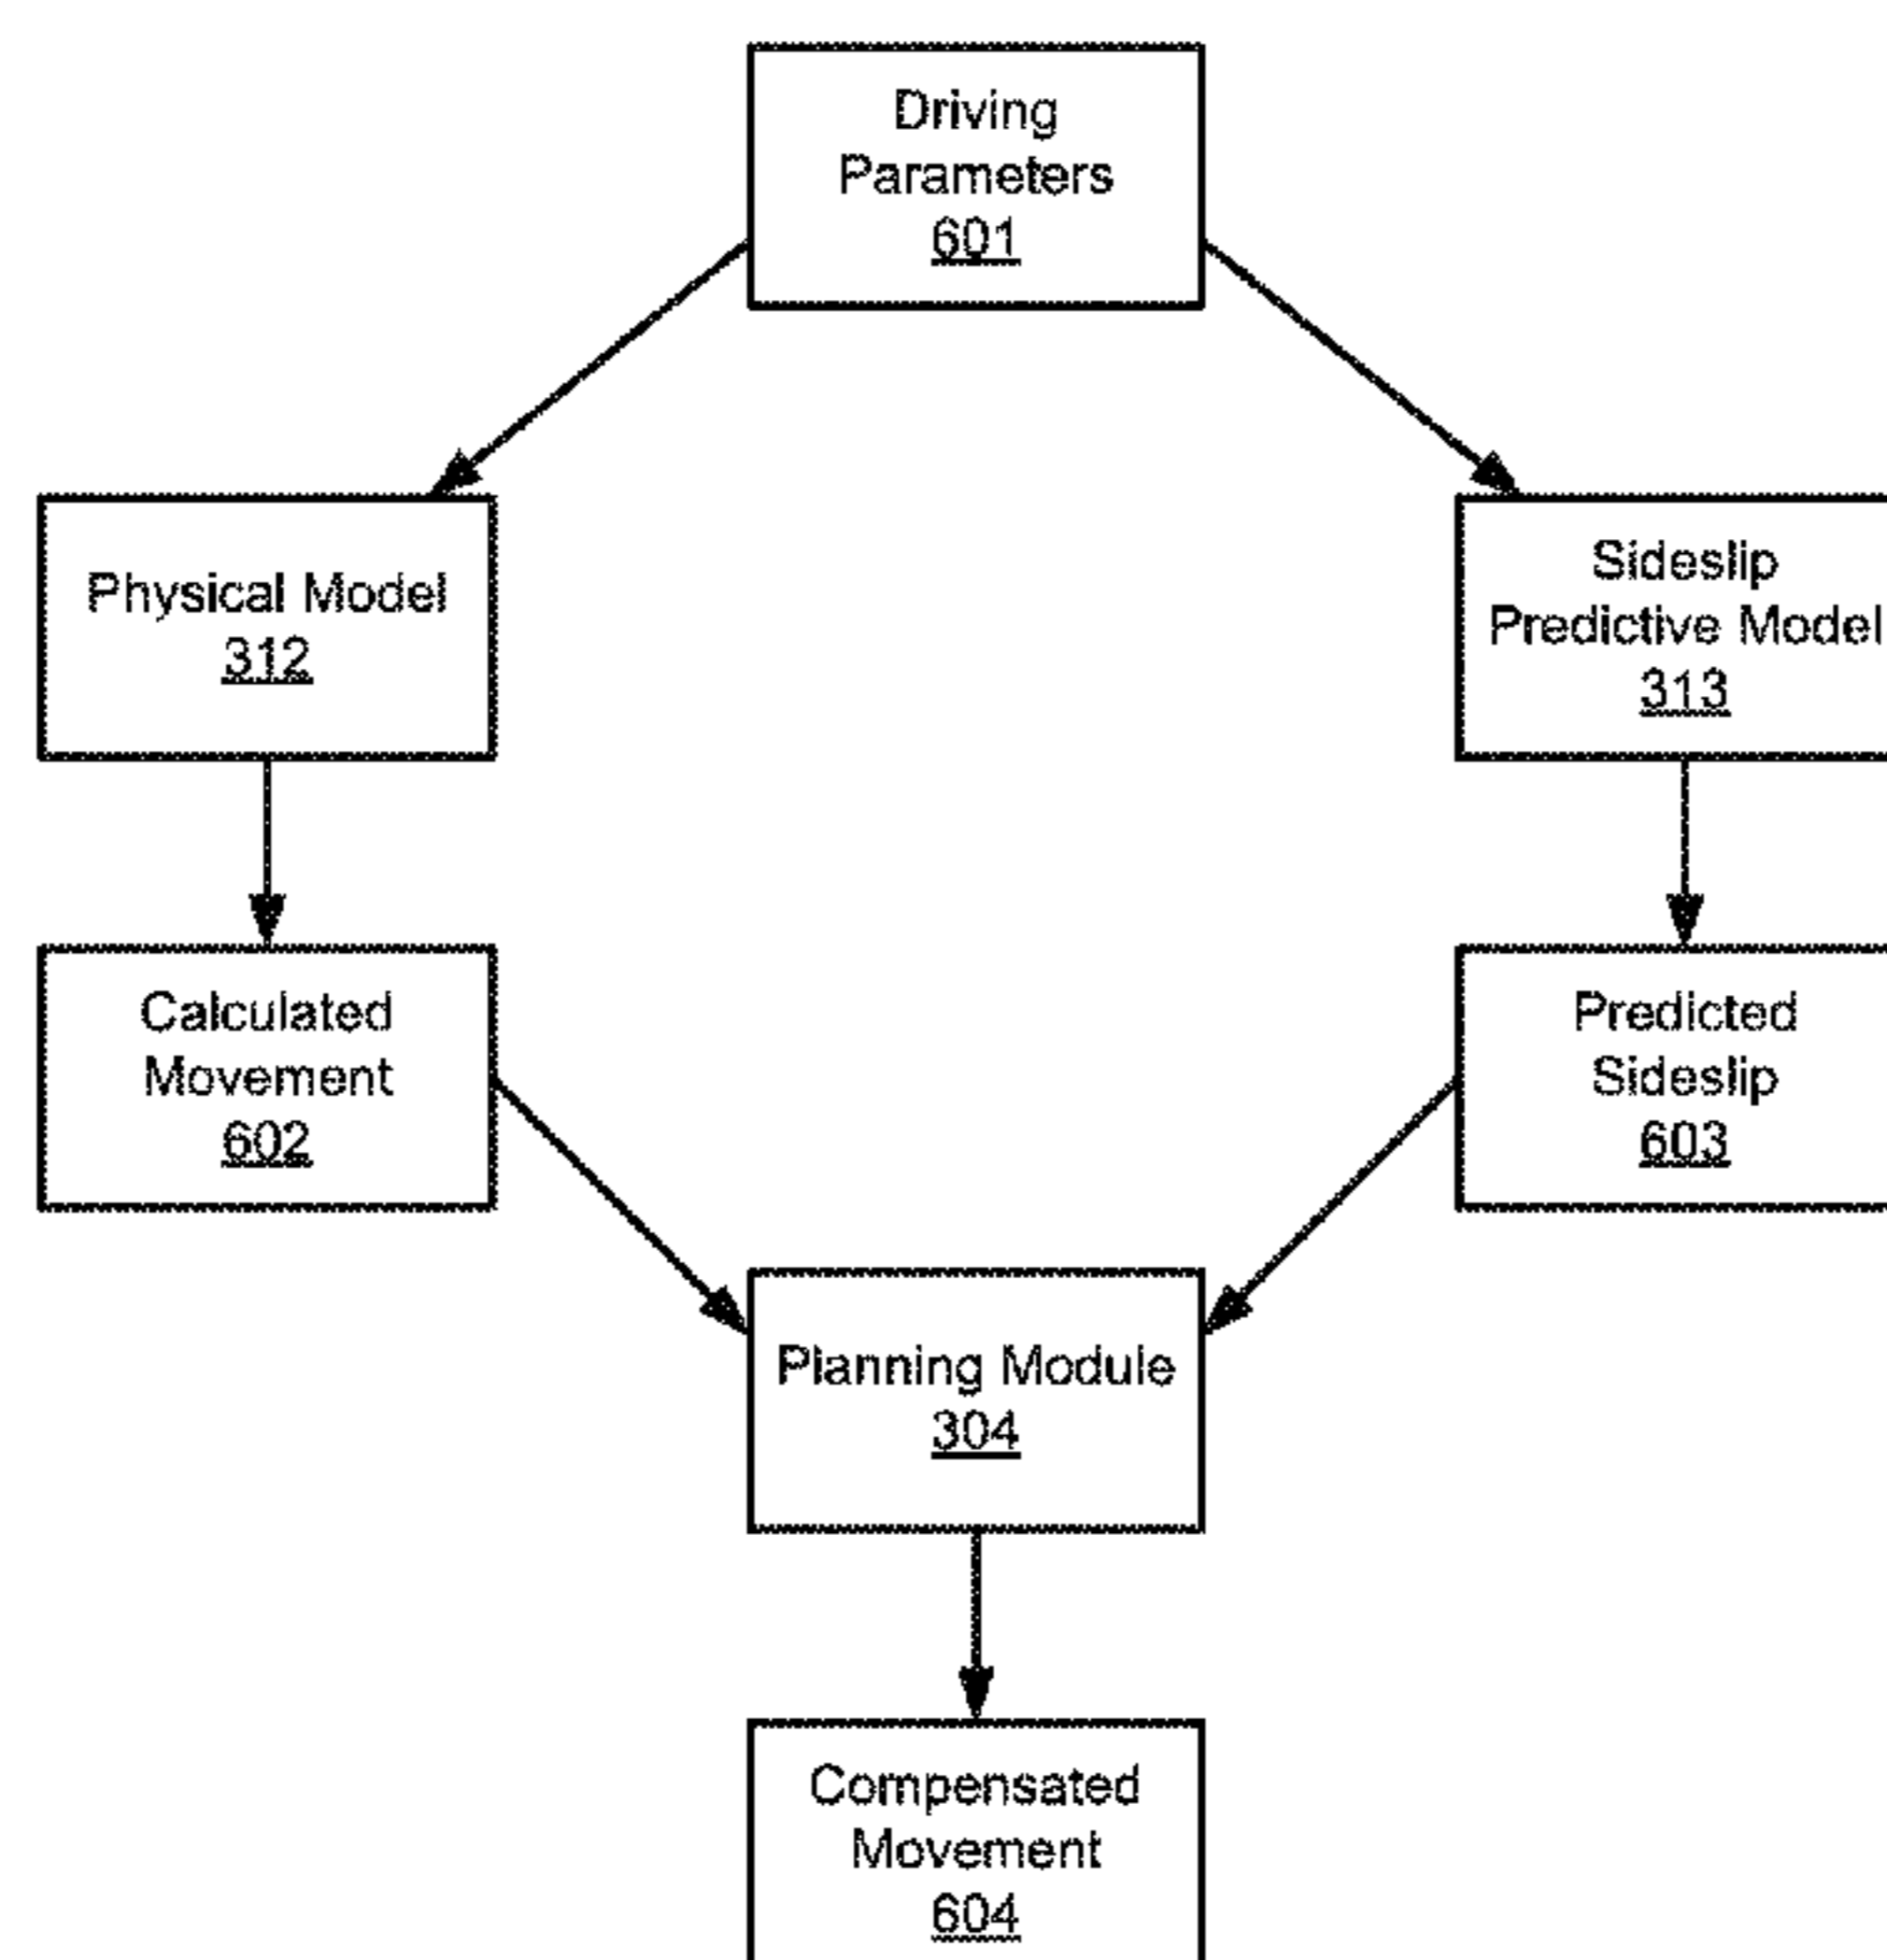 Driving
Parameters
601
Physical Model
312
Sideslip
Predictive Model
313
Calculated
Movement
602
Predicted
Sideslip
603
Planning Module
304
Compensated
Movement
604